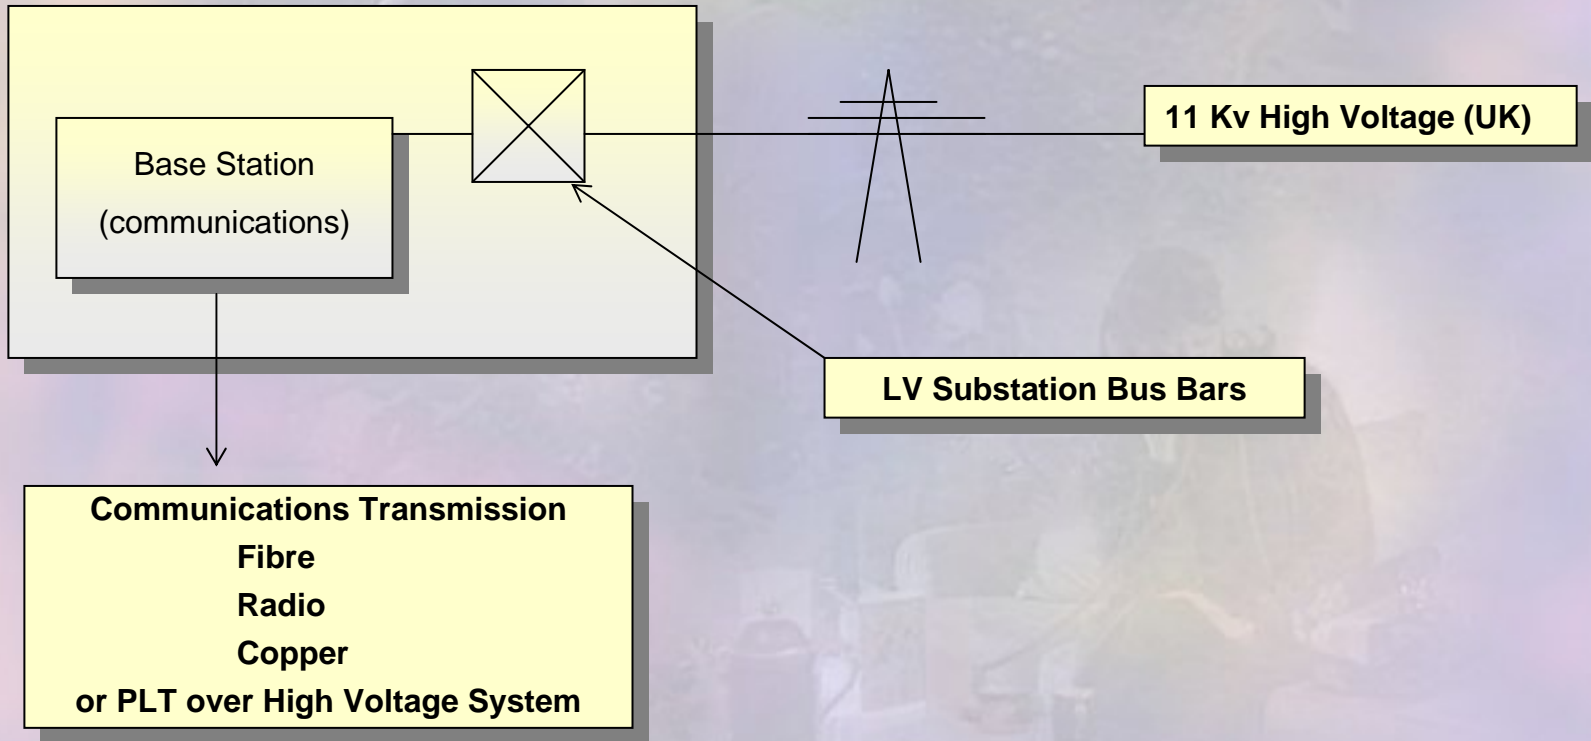 Base Station
(communications)
11 Kv High Voltage (UK)
LV Substation Bus Bars
Communications Transmission
Fibre
Radio
Copper
or PLT over High Voltage System